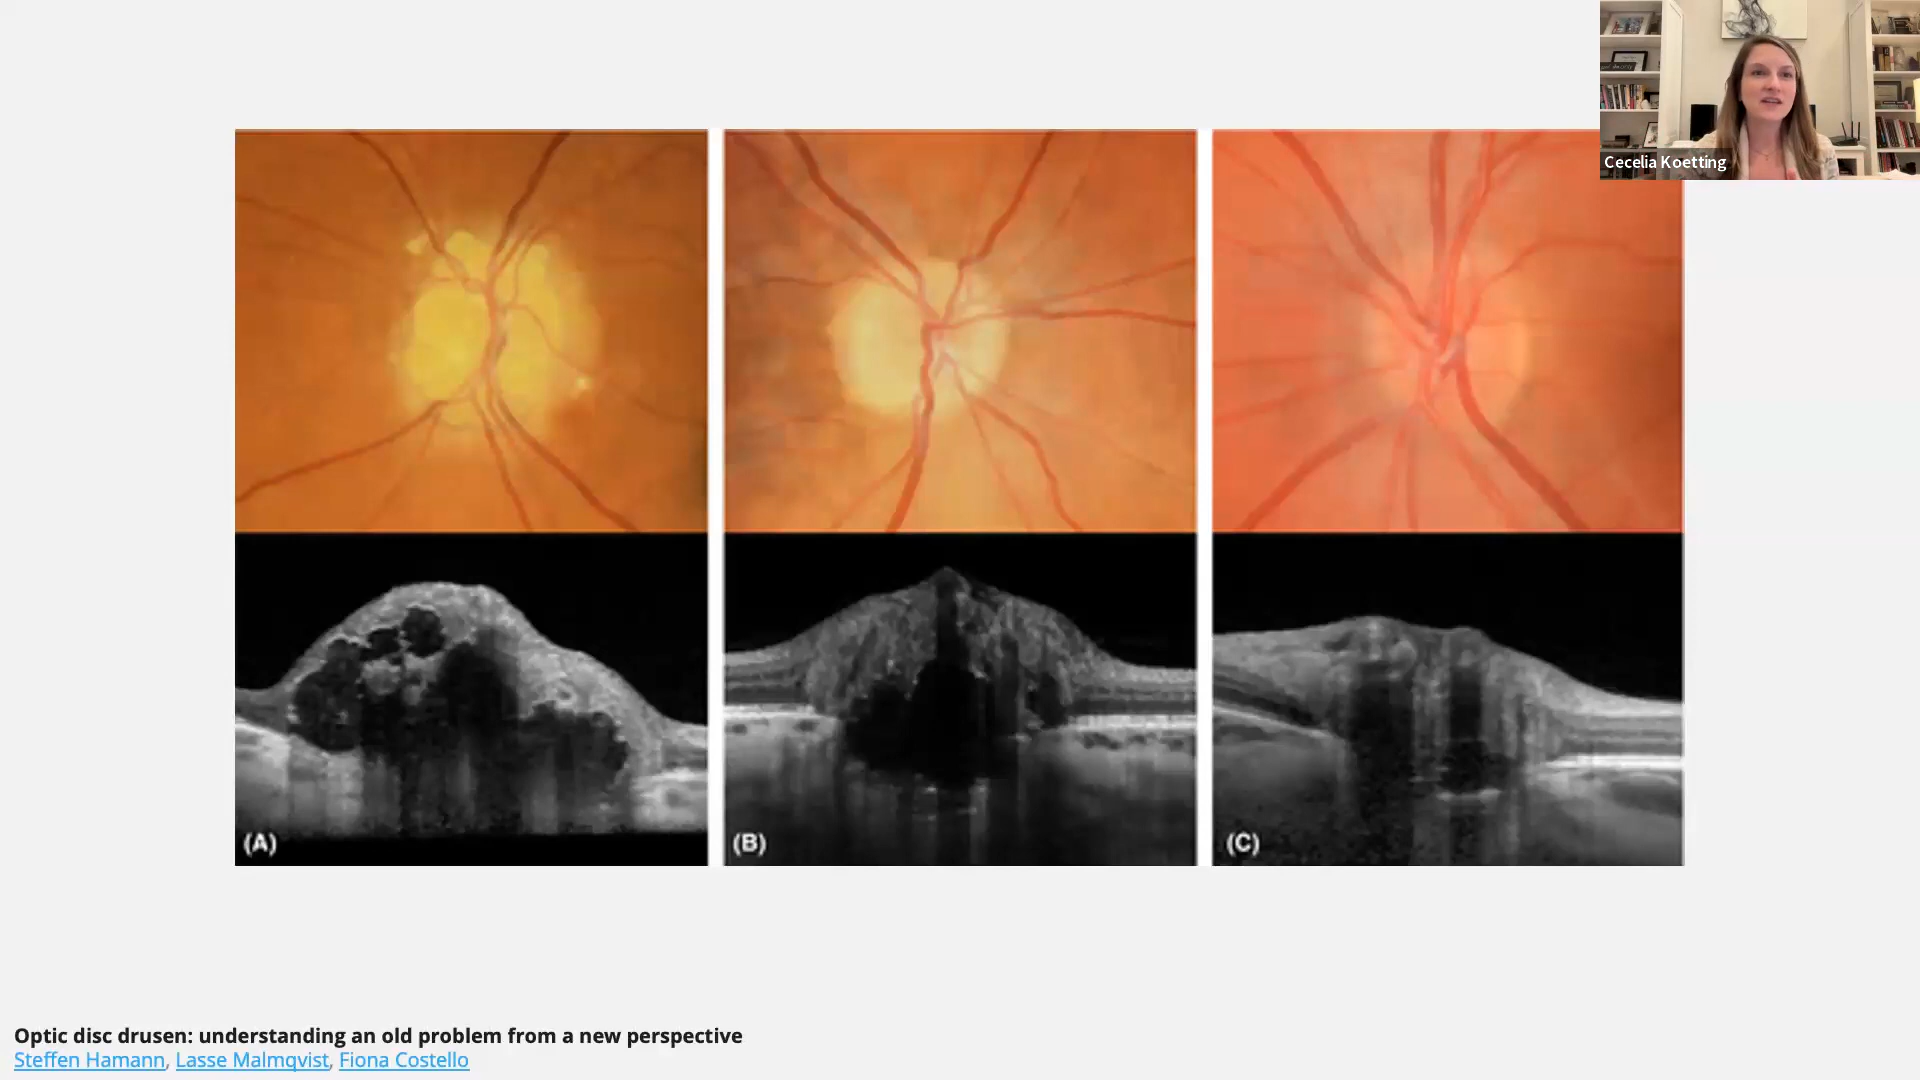 Cecelia Koetting
(A)
(B)
(C)
Optic disc drusen: understanding an old problem from a new perspective
Steffen Hamann, Lasse Malmqvist, Fiona Costello